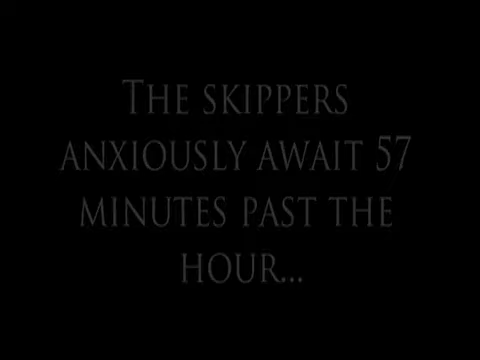 The skippers
anxiously await 57
minutes past the
hour...